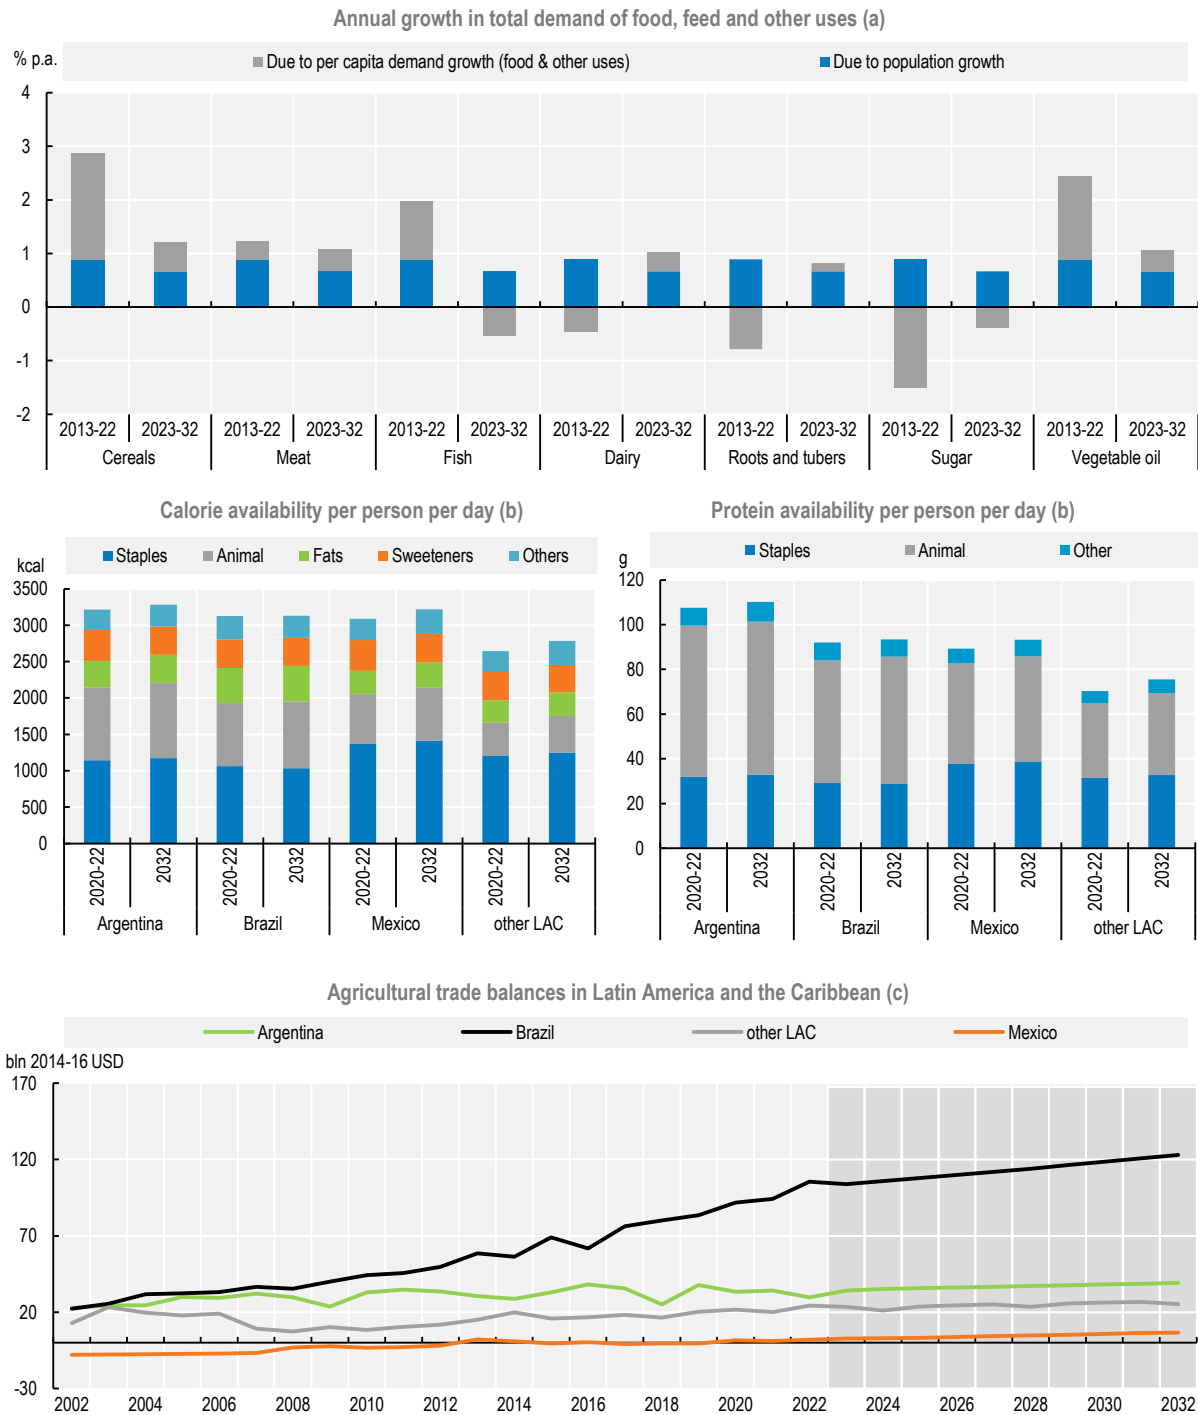 Annual growth in total demand of food, feed and other uses (a)
% p.a.
Due to per capita demand growth (food & other uses)
Due to population growth
4
3
2
1
0
-1
-2
2013-22 2023-32 2013-22 2023-32 2013-22 2023-32 2013-22 2023-32 2013-22 2023-32 2013-22 2023-32 2013-22 2023-32
Cereals Meat Fish Dairy Roots and tubers Sugar Vegetable oil
Calorie availability per person per day (b)
Staples Animal Fats Sweeteners Others
kcal
3500
3000
2500
2000
1500
1000
500
0
2020-22 2032 2020-22 2032 2020-22 2032 2020-22 2032
Argentina Brazil Mexico other LAC
Protein availability per person per day (b)
Staples Animal Other
g
120
100
80
60
40
20
0
2020-22 2032 2020-22 2032 2020-22 2032 2020-22 2032
Argentina Brazil Mexico other LAC
Agricultural trade balances in Latin America and the Caribbean (c)
Argentina Brazil other LAC Mexico
bln 2014-16 USD
170
120
70
20
-30
2002 2004 2006 2008 2010 2012 2014 2016 2018 2020 2022 2024 2026 2028 2030 2032